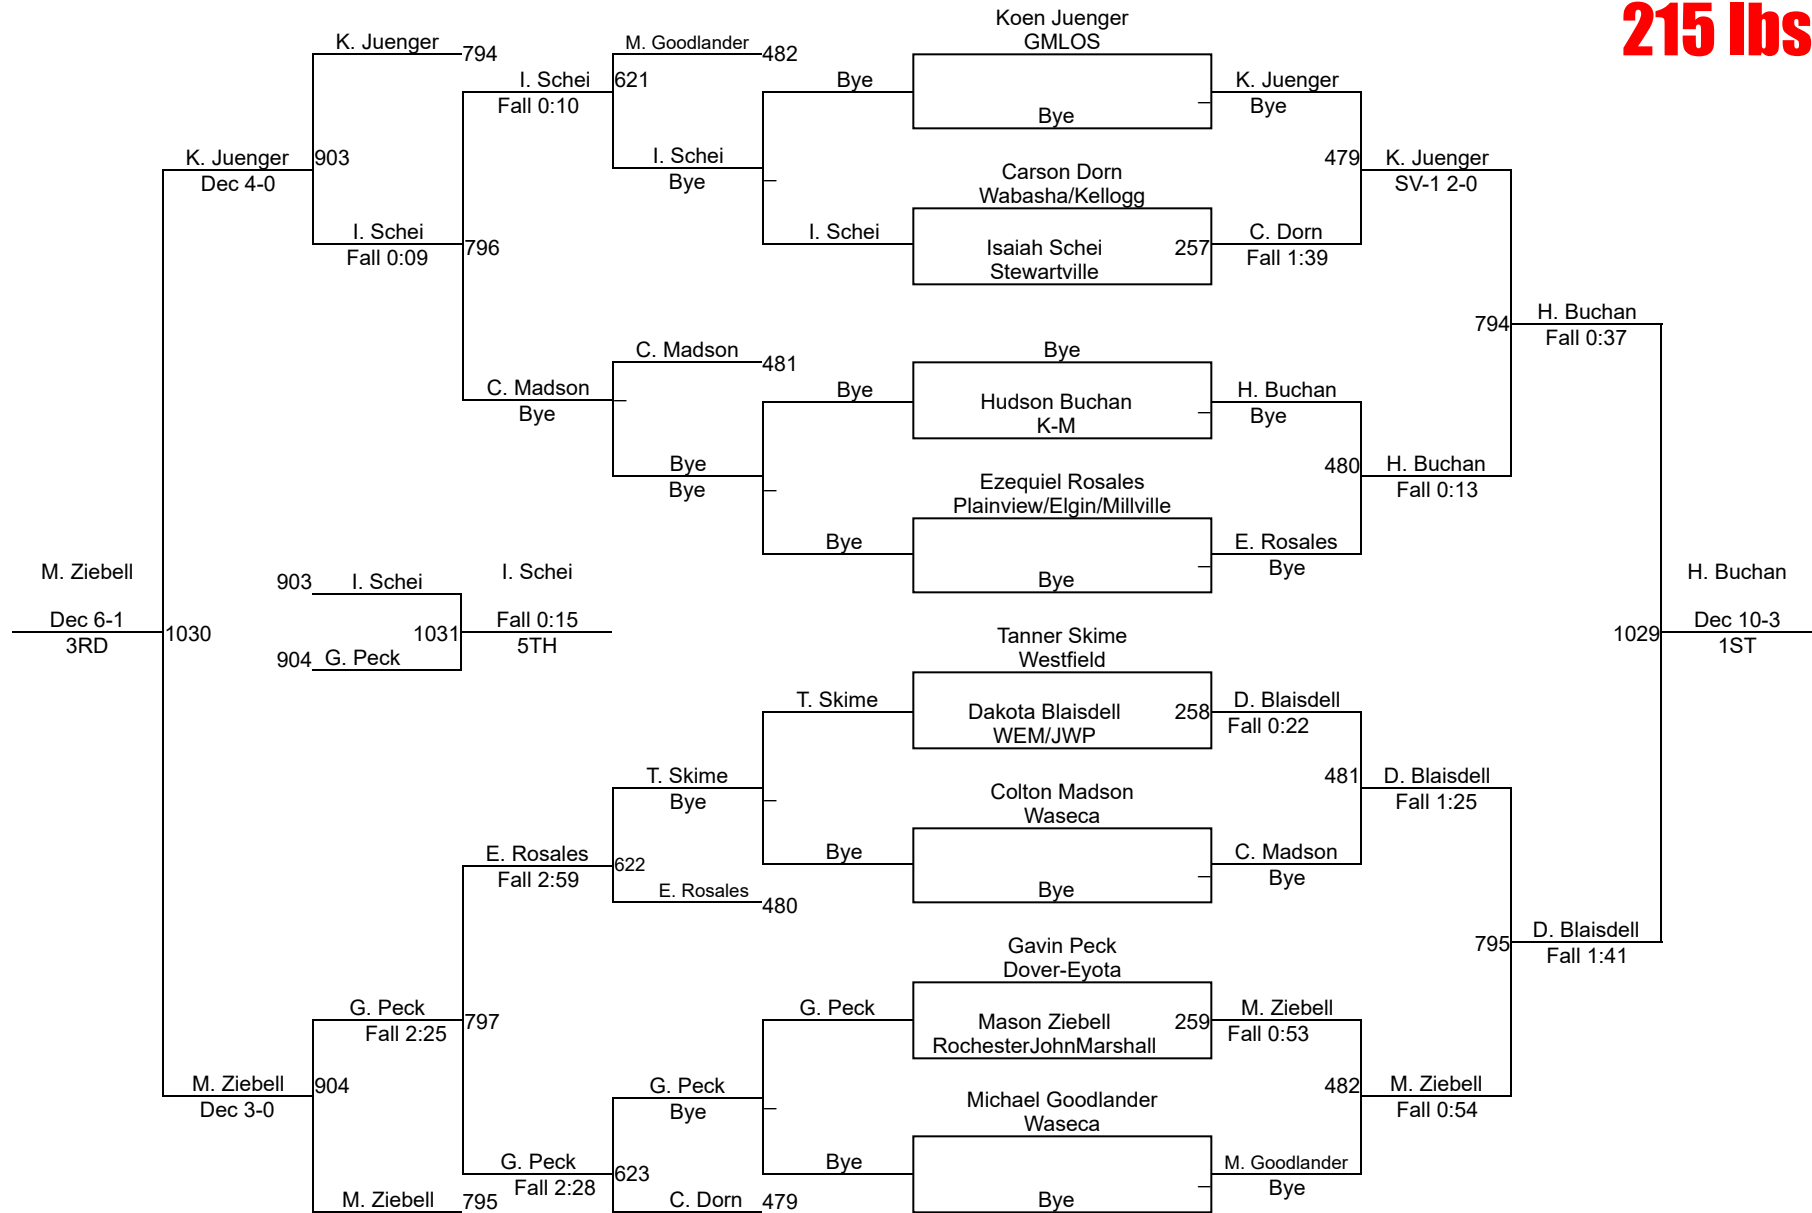 215 lbs
Koen Juenger
GMLOS
K. Juenger
794
M. Goodlander
482
I. Schei
621
Fall 0:10
Bye
Bye
K. Juenger
Bye
K. Juenger
903
Dec 4-0
I. Schei
Bye
479
K. Juenger
SV-1 2-0
Carson Dorn
Wabasha/Kellogg
I. Schei
796
Fall 0:09
I. Schei
Isaiah Schei
257
Stewartville
C. Dorn
Fall 1:39
794
H. Buchan
Fall 0:37
C. Madson
481
Bye
C. Madson
Bye
Bye
Hudson Buchan
K-M
H. Buchan
Bye
Bye
Bye
480
H. Buchan
Fall 0:13
Ezequiel Rosales
Plainview/Elgin/Millville
Bye
Bye
E. Rosales
Bye
M. Ziebell
Dec 6-1
3RD
1030
903
I. Schei
904
G. Peck
1031
I. Schei
Fall 0:15
5TH
1029
H. Buchan
Dec 10-3
1ST
Tanner Skime
Westfield
T. Skime
Dakota Blaisdell
258
WEM/JWP
D. Blaisdell
Fall 0:22
T. Skime
Bye
481
D. Blaisdell
Fall 1:25
Colton Madson
Waseca
E. Rosales
622
Fall 2:59
Bye
Bye
C. Madson
Bye
E. Rosales
480
795
D. Blaisdell
Fall 1:41
Gavin Peck
Dover-Eyota
G. Peck
797
Fall 2:25
G. Peck
Mason Ziebell
259
RochesterJohnMarshall
M. Ziebell
Fall 0:53
M. Ziebell
904
Dec 3-0
G. Peck
Bye
482
M. Ziebell
Fall 0:54
Michael Goodlander
Waseca
G. Peck
623
Fall 2:28
Bye
Bye
M. Goodlander
Bye
M. Ziebell
795
C. Dorn
479